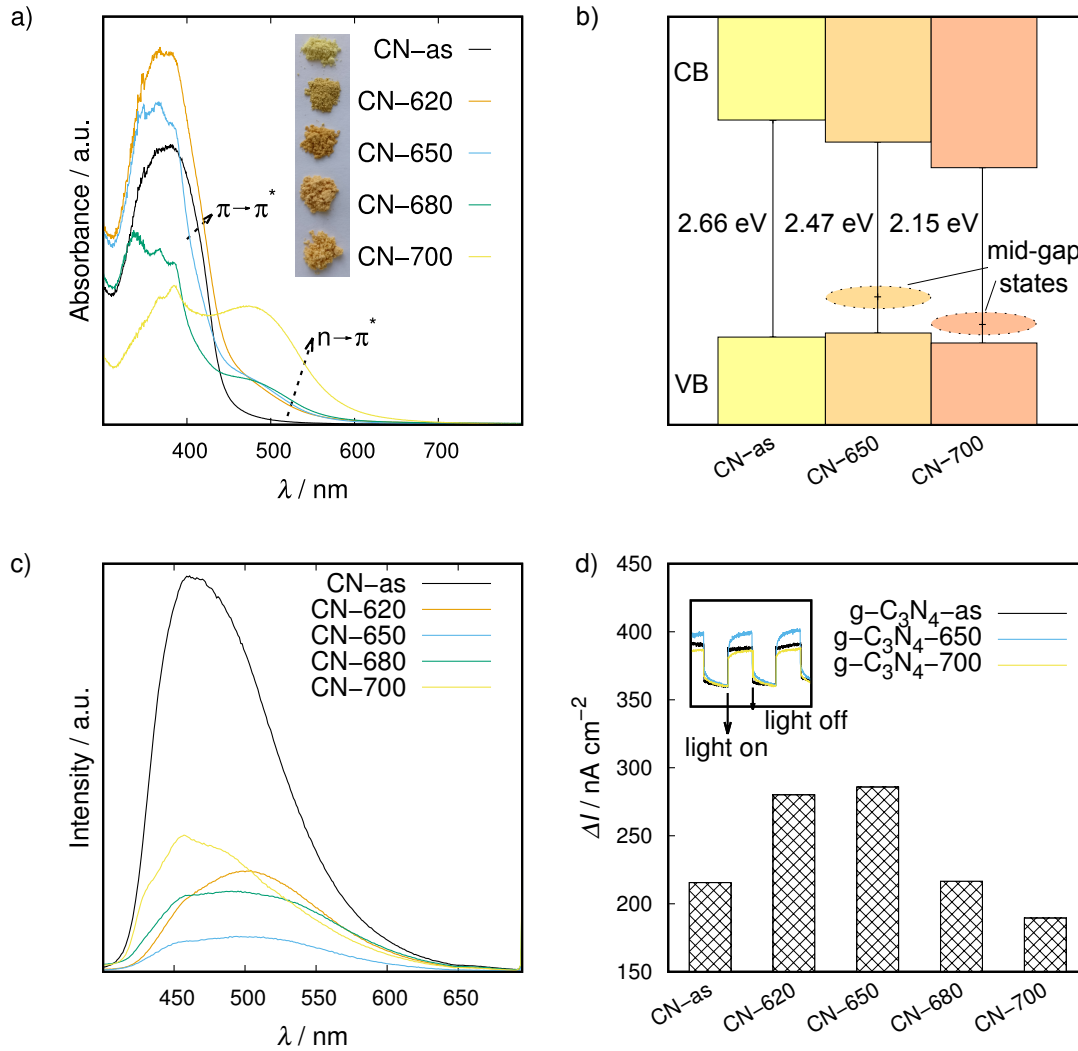 a)
CN−as
CN−620
CN−650
CN−680
CN−700
π→π*
n→π*
Absorbance / a.u.
400 500 600 700
λ / nm
b)
CB
2.66 eV 2.47 eV 2.15 eV
mid-gap
states
VB
CN−as CN−650 CN−700
c)
CN−as
CN−620
CN−650
CN−680
CN−700
Intensity / a.u.
450 500 550 600 650
λ / nm
d)
450
400
350
300
250
200
150
g−C₃N₄−as
g−C₃N₄−650
g−C₃N₄−700
light off
light on
ΔI / nA cm⁻²
CN−as CN−620 CN−650 CN−680 CN−700